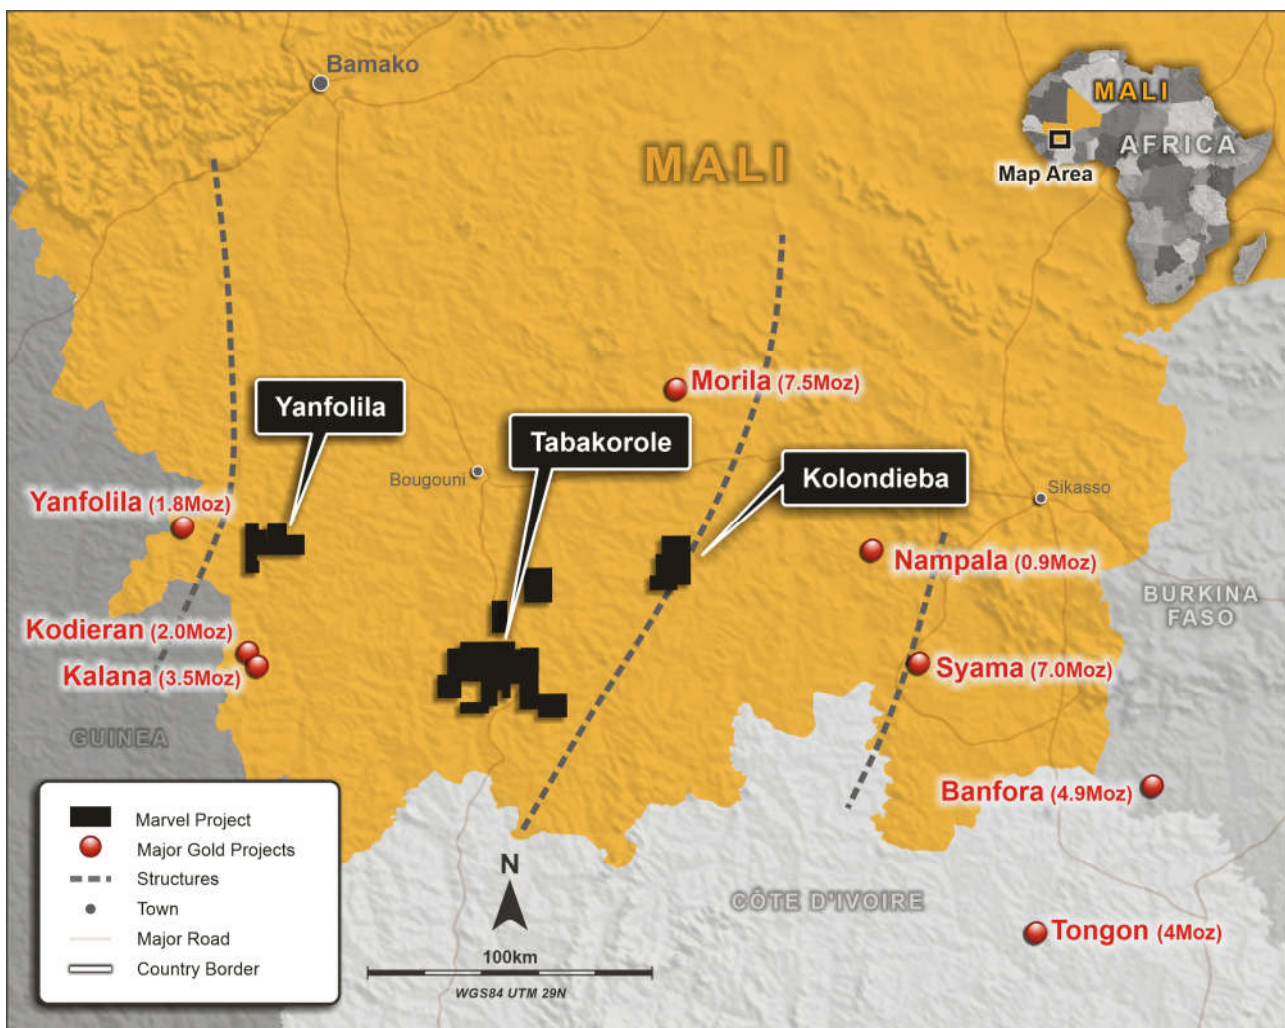 Bamako
MALI
MALI
AFRICA
Map Area
Morila (7.5Moz)
Yanfolila
Tabakorole
Kolondieba
Bougouni
Sikasso
Yanfolila (1.8Moz)
Nampala (0.9Moz)
BURKINA
FASO
Kodieran (2.0Moz)
Kalana (3.5Moz)
Syama (7.0Moz)
GUINEA
Banfora (4.9Moz)
Marvel Project
Major Gold Projects
Structures
Town
Major Road
Country Border
N
100km
WGS84 UTM 29N
CÔTE D'IVOIRE
Tongon (4Moz)